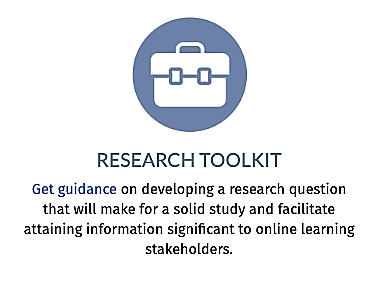 RESEARCH TOOLKIT
Get guidance on developing a research question
that will make for a solid study and facilitate
attaining information significant to online learning
stakeholders.